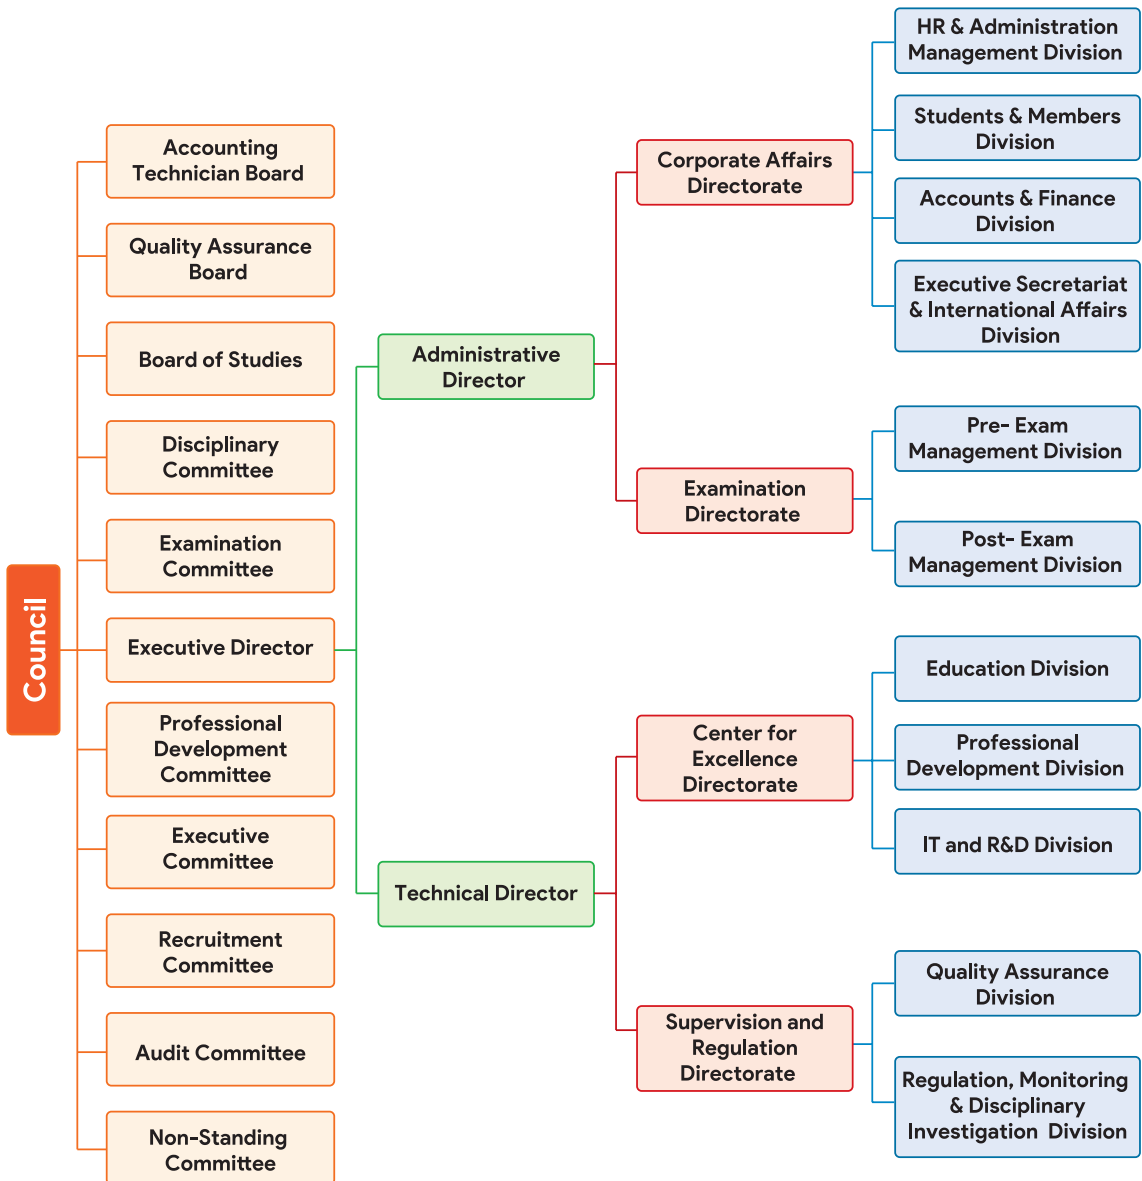 Council
Accounting
Technician Board
Quality Assurance
Board
Board of Studies
Disciplinary
Committee
Examination
Committee
Executive Director
Professional
Development
Committee
Executive
Committee
Recruitment
Committee
Audit Committee
Non-Standing
Committee
Administrative
Director
Technical Director
Corporate Affairs
Directorate
Examination
Directorate
Center for
Excellence
Directorate
Supervision and
Regulation
Directorate
HR & Administration
Management Division
Students & Members
Division
Accounts & Finance
Division
Executive Secretariat
& International Affairs
Division
Pre- Exam
Management Division
Post- Exam
Management Division
Education Division
Professional
Development Division
IT and R&D Division
Quality Assurance
Division
Regulation, Monitoring
& Disciplinary
Investigation Division